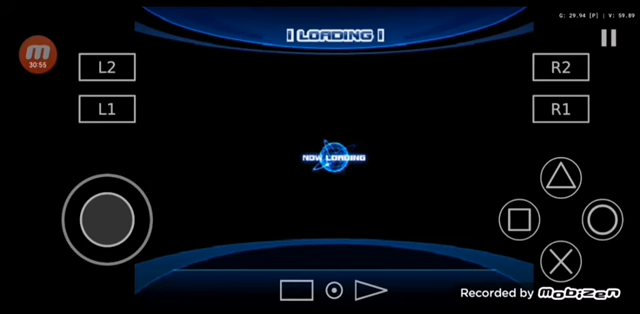 G: 29.94 [P] | V: 59.89
LOADING
30:55
L2
R2
L1
R1
NOW LOADING
Recorded by mobizen